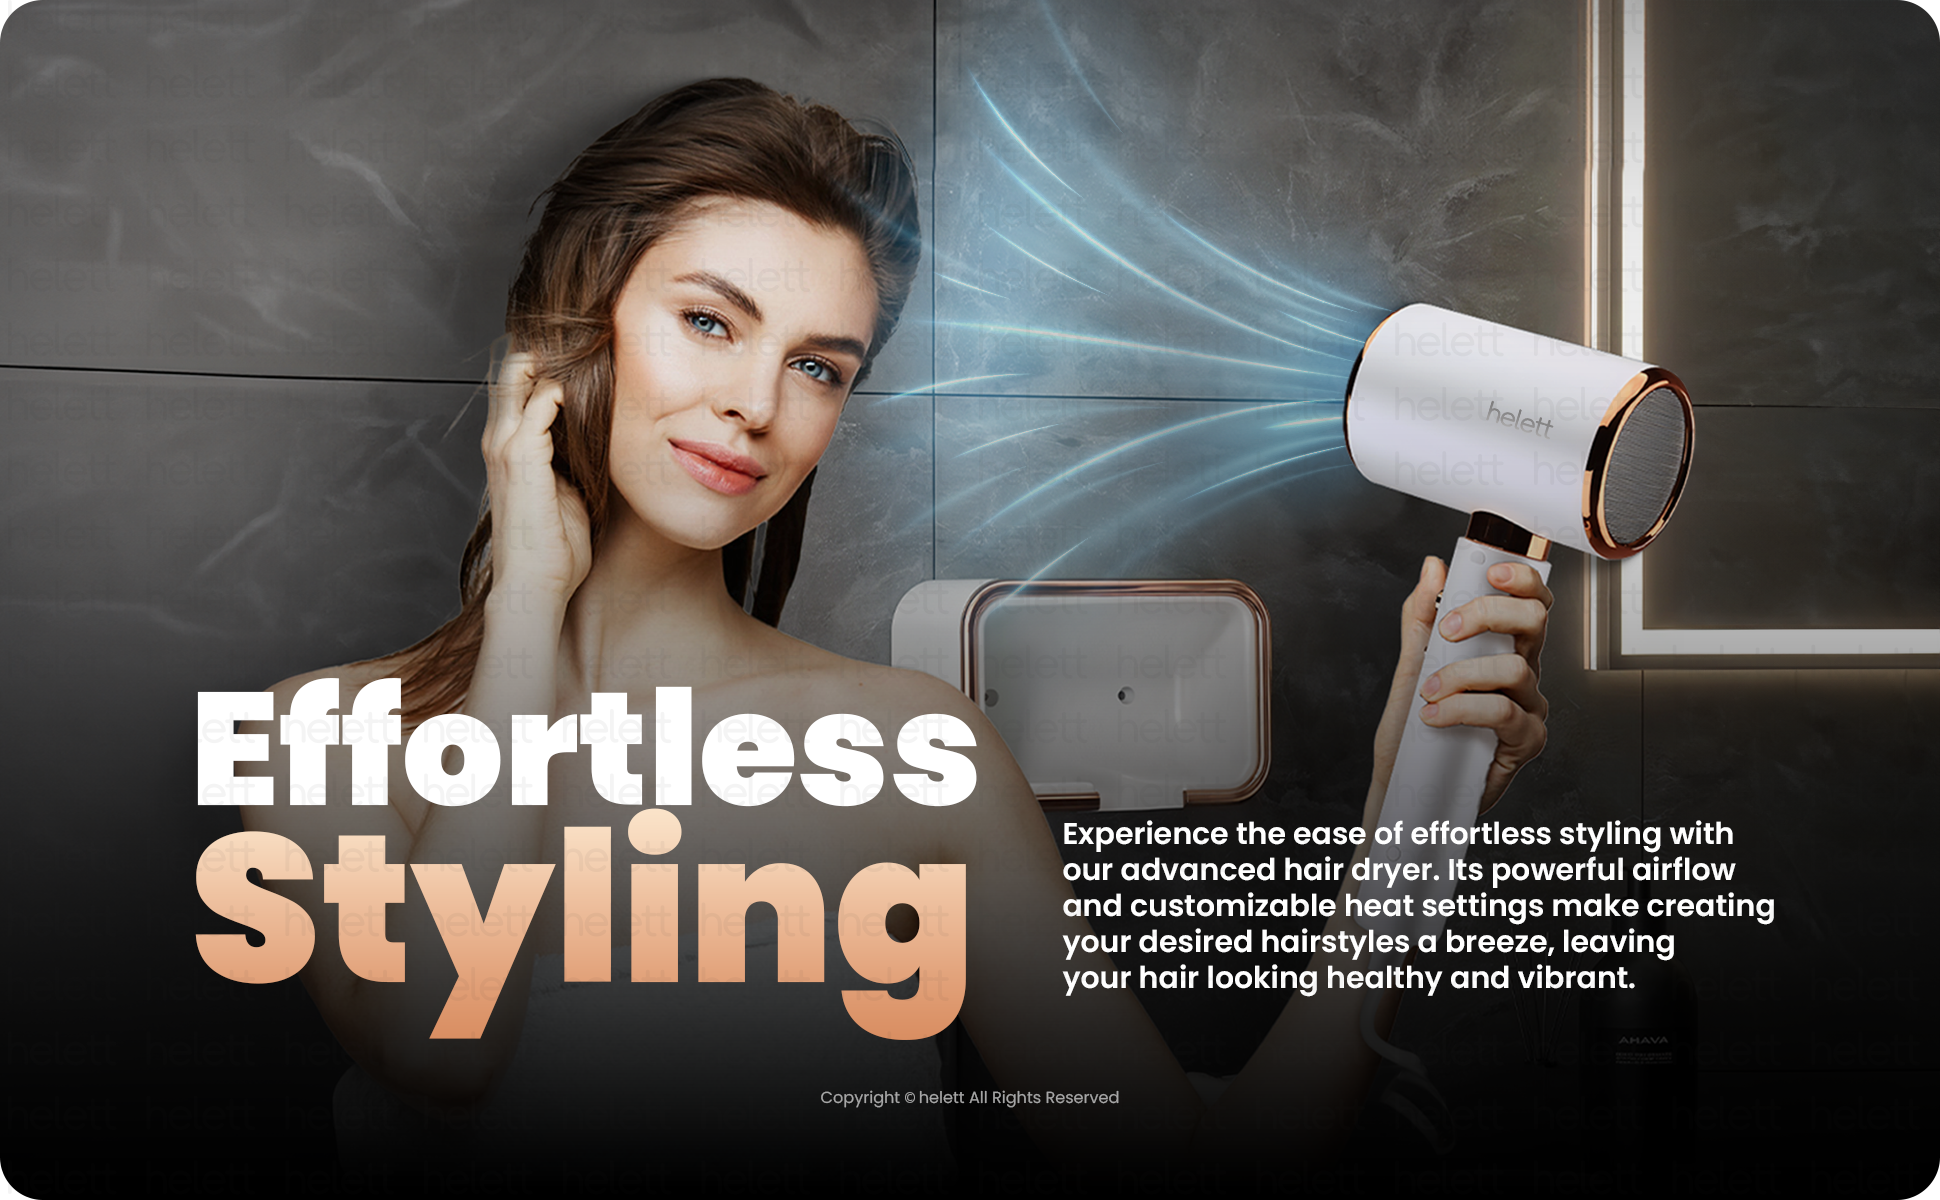 helett
Effortless
Styling
Experience the ease of effortless styling with
our advanced hair dryer. Its powerful airflow
and customizable heat settings make creating
your desired hairstyles a breeze, leaving
your hair looking healthy and vibrant.
AHAVA
Copyright © helett All Rights Reserved